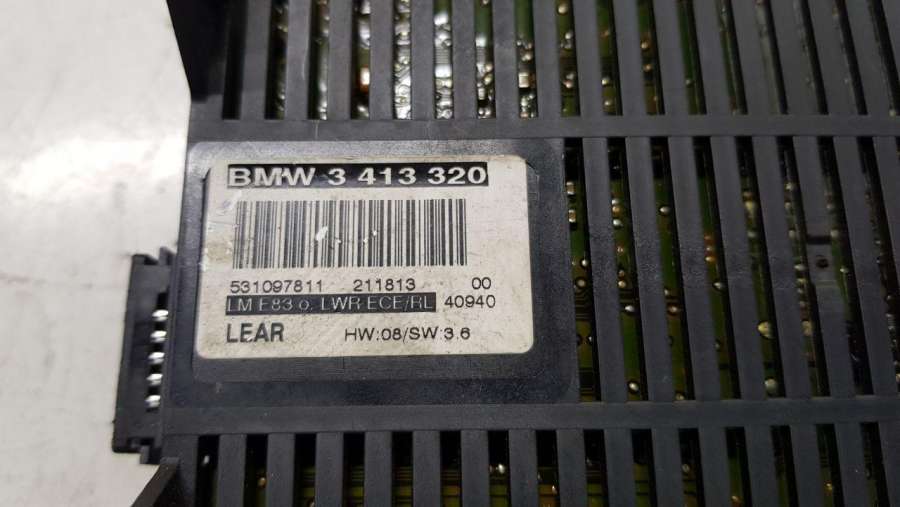 BMW 3 413 320
531097811 211813 00
LM E83 o. LWR ECE/RL 40940
LEAR HW:08/SW:3.6